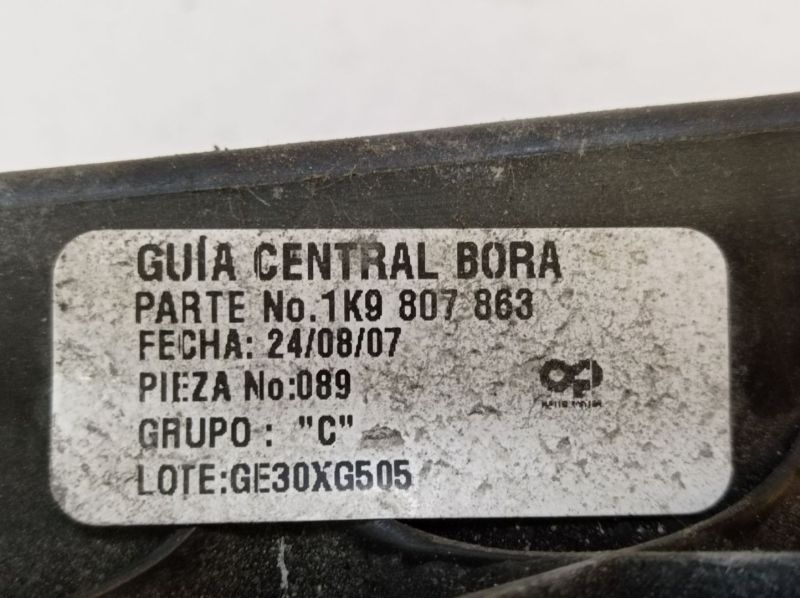 GUÍA CENTRAL BORA
PARTE No.1K9 807 863
FECHA: 24/08/07
PIEZA No:089
GRUPO: "C"
LOTE:GE30XG505